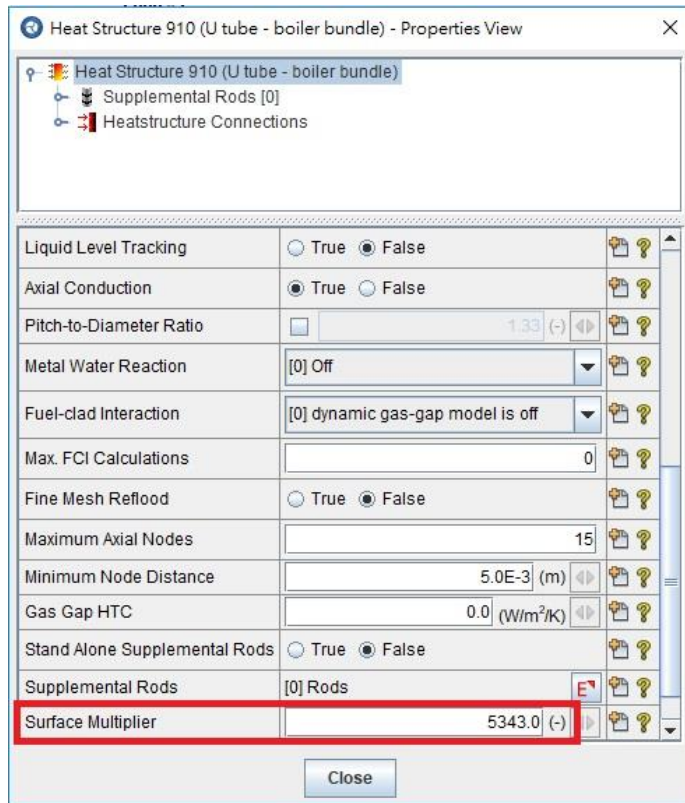 Heat Structure 910 (U tube - boiler bundle) - Properties View
Heat Structure 910 (U tube - boiler bundle)
Supplemental Rods [0]
Heatstructure Connections
Liquid Level Tracking True False
Axial Conduction True False
Pitch-to-Diameter Ratio 1.33 (-)
Metal Water Reaction [0] Off
Fuel-clad Interaction [0] dynamic gas-gap model is off
Max. FCI Calculations 0
Fine Mesh Reflood True False
Maximum Axial Nodes 15
Minimum Node Distance 5.0E-3 (m)
Gas Gap HTC 0.0 (W/m²/K)
Stand Alone Supplemental Rods True False
Supplemental Rods [0] Rods E
Surface Multiplier 5343.0 (-)
Close